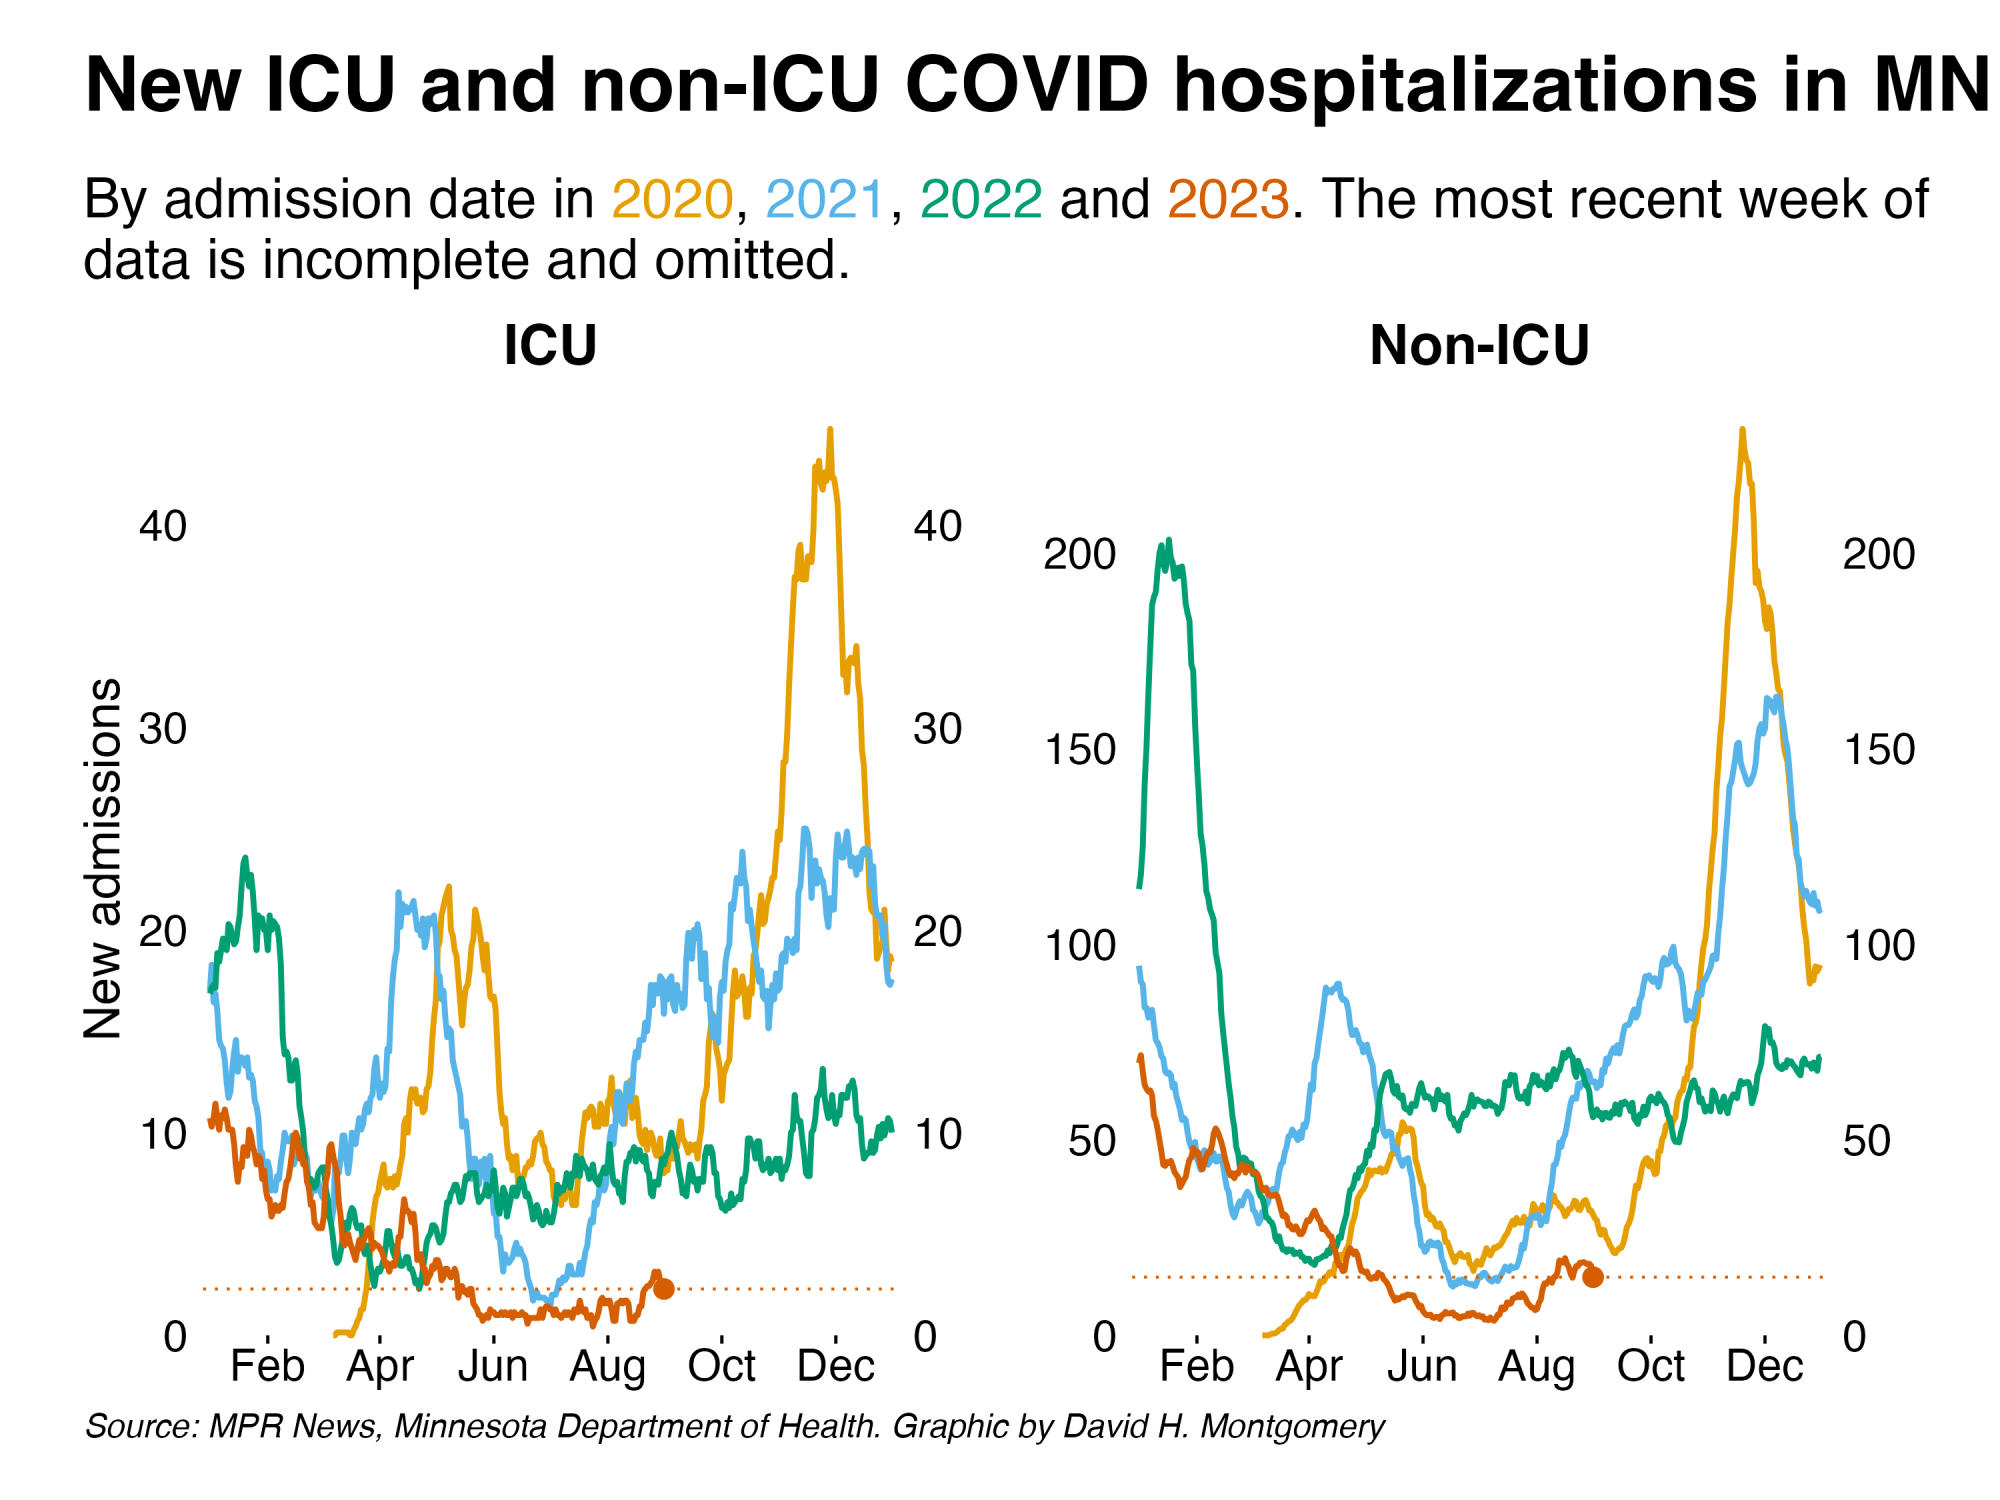 New ICU and non-ICU COVID hospitalizations in MN
By admission date in 2020, 2021, 2022 and 2023. The most recent week of
data is incomplete and omitted.
ICU
Non-ICU
New admissions
40
30
20
10
0
40
30
20
10
0
Feb Apr Jun Aug Oct Dec
200
150
100
50
0
200
150
100
50
0
Feb Apr Jun Aug Oct Dec
Source: MPR News, Minnesota Department of Health. Graphic by David H. Montgomery